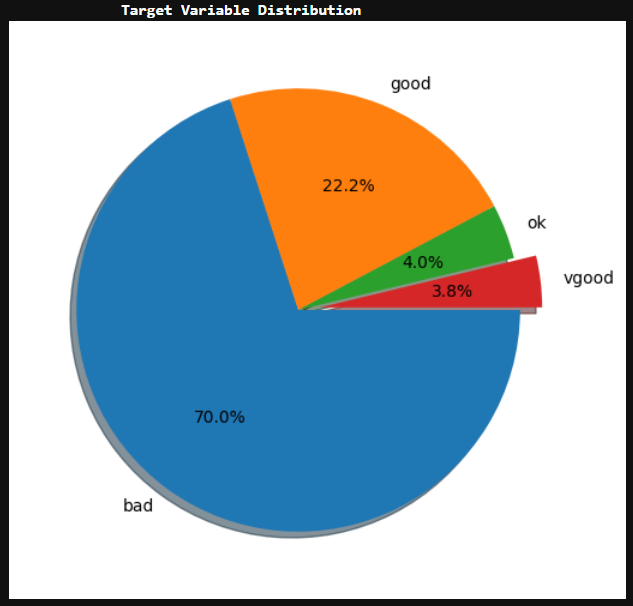 Target Variable Distribution
good
22.2%
ok
4.0%
vgood
3.8%
70.0%
bad